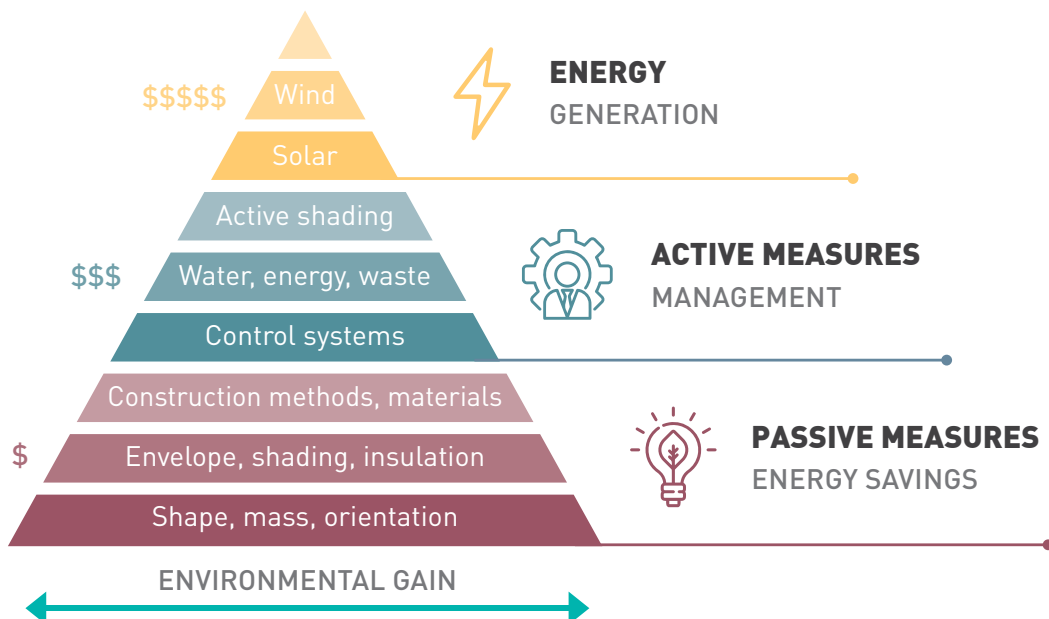 $$$$$
Wind
Solar
ENERGY
GENERATION
Active shading
$$$
Water, energy, waste
Control systems
ACTIVE MEASURES
MANAGEMENT
Construction methods, materials
$
Envelope, shading, insulation
Shape, mass, orientation
PASSIVE MEASURES
ENERGY SAVINGS
ENVIRONMENTAL GAIN